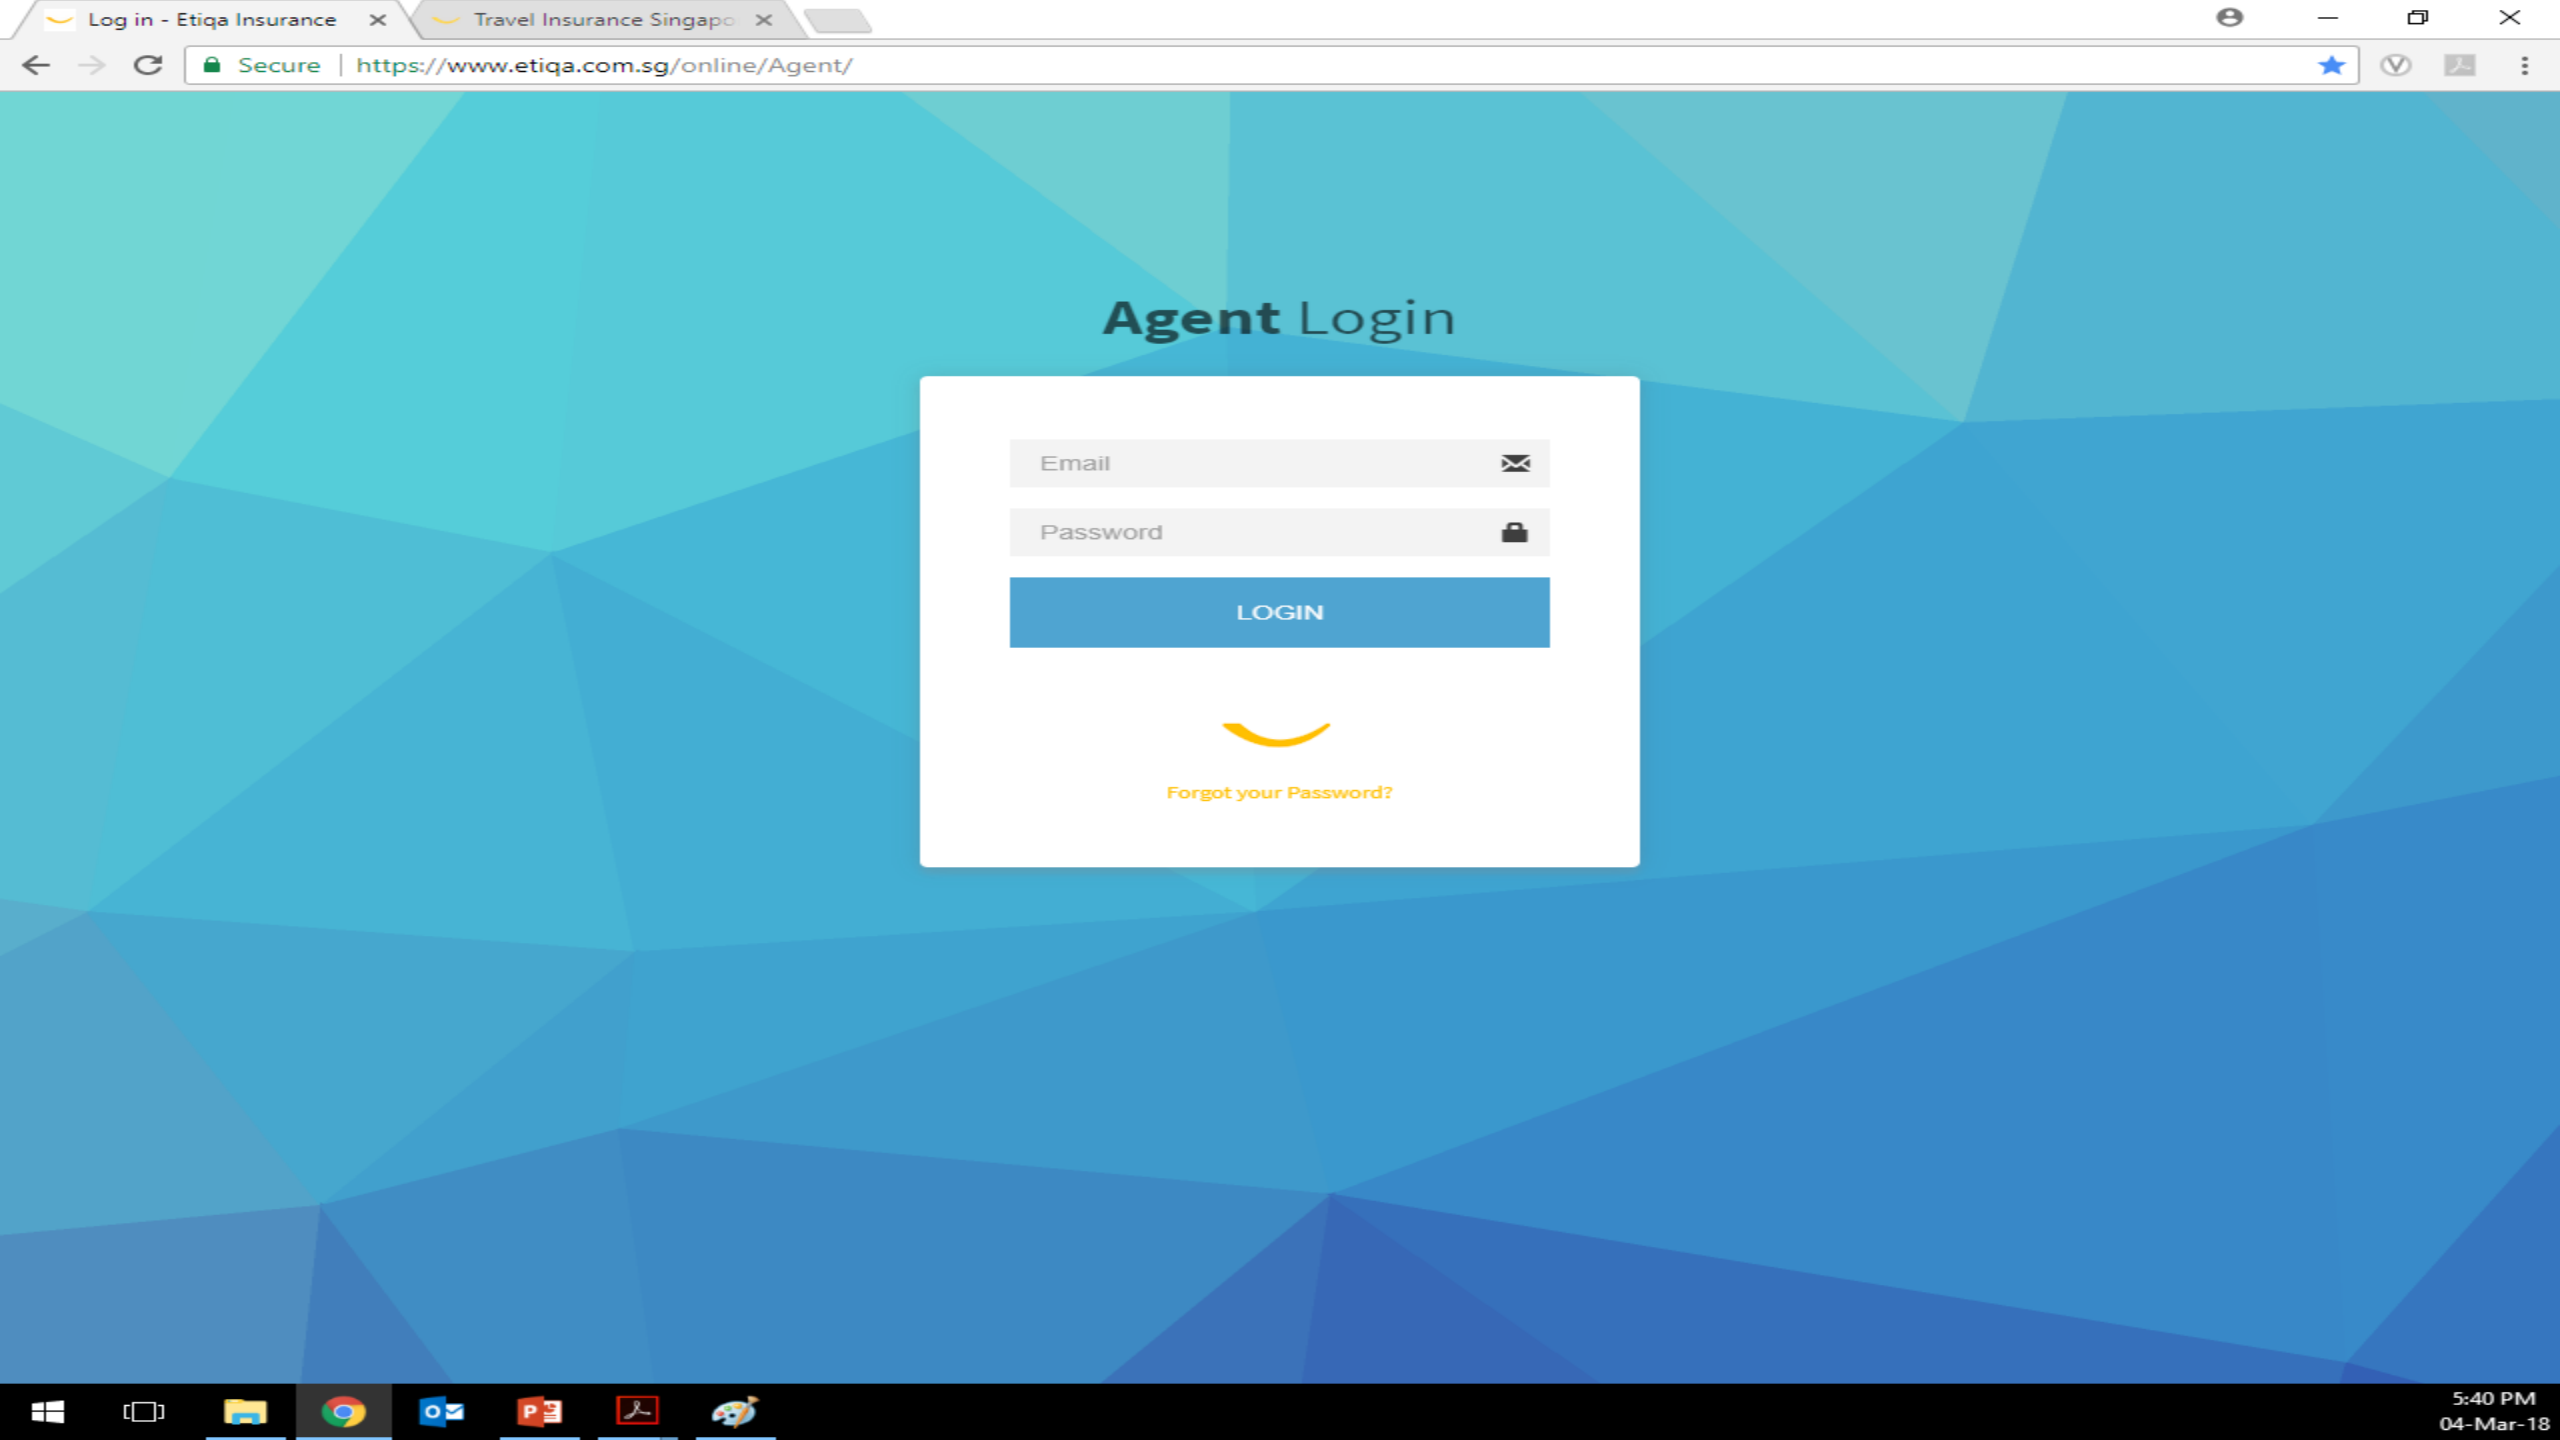 Log in - Etiqa Insurance
Travel Insurance Singapo
Secure
https://www.etiqa.com.sg/online/Agent/
Agent Login
Email
Password
LOGIN
Forgot your Password?
5:40 PM
04-Mar-18